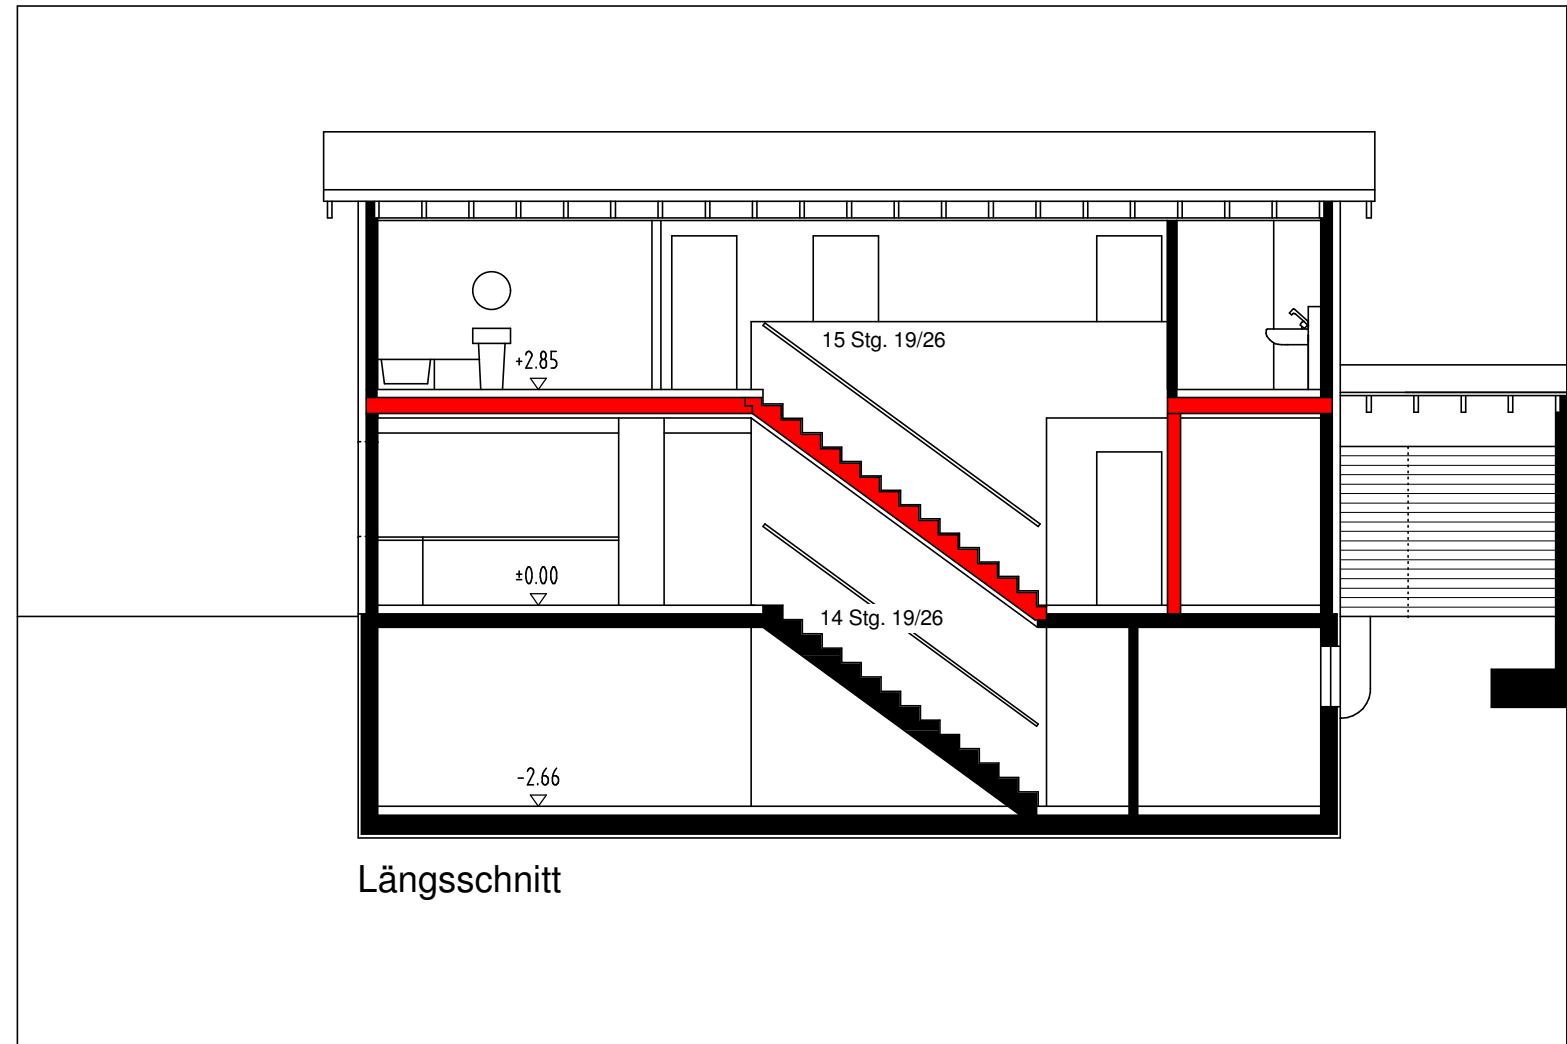 15 Stg. 19/26
+2.85
±0.00
14 Stg. 19/26
-2.66
Längsschnitt